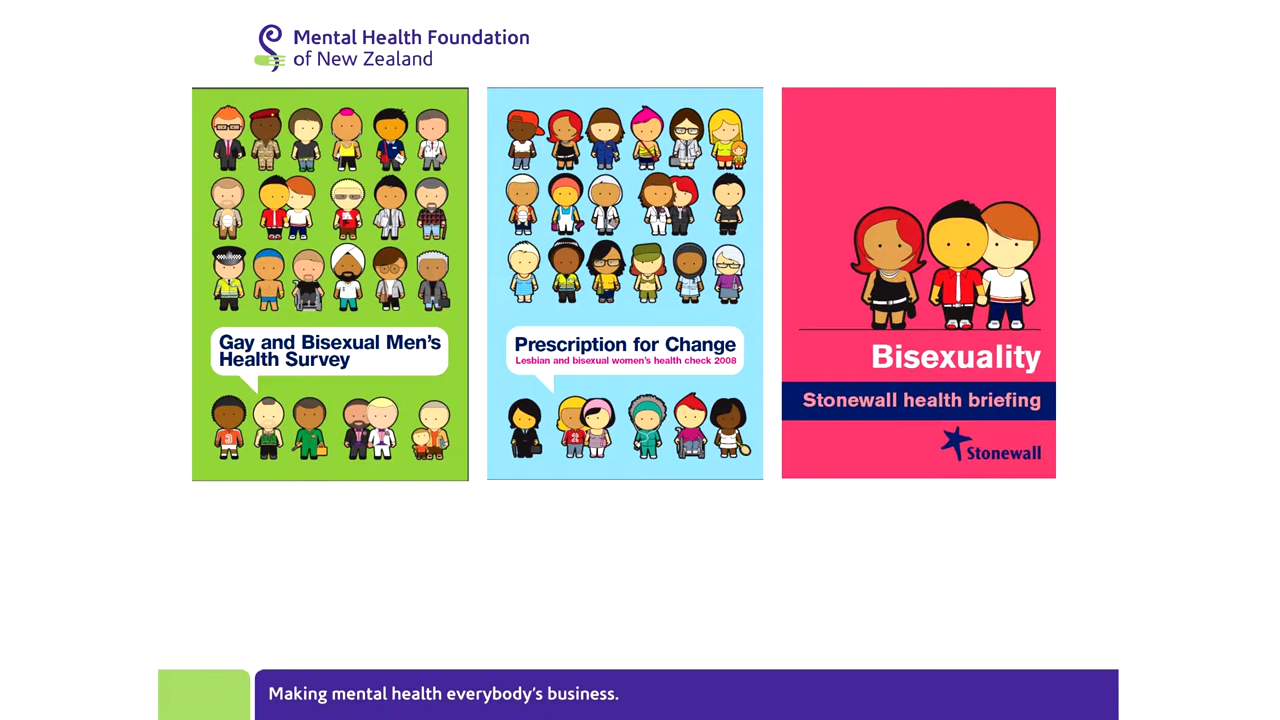 Mental Health Foundation
of New Zealand
Gay and Bisexual Men's
Health Survey
Prescription for Change
Lesbian and bisexual women's health check 2008
Bisexuality
Stonewall health briefing
Stonewall
Making mental health everybody's business.